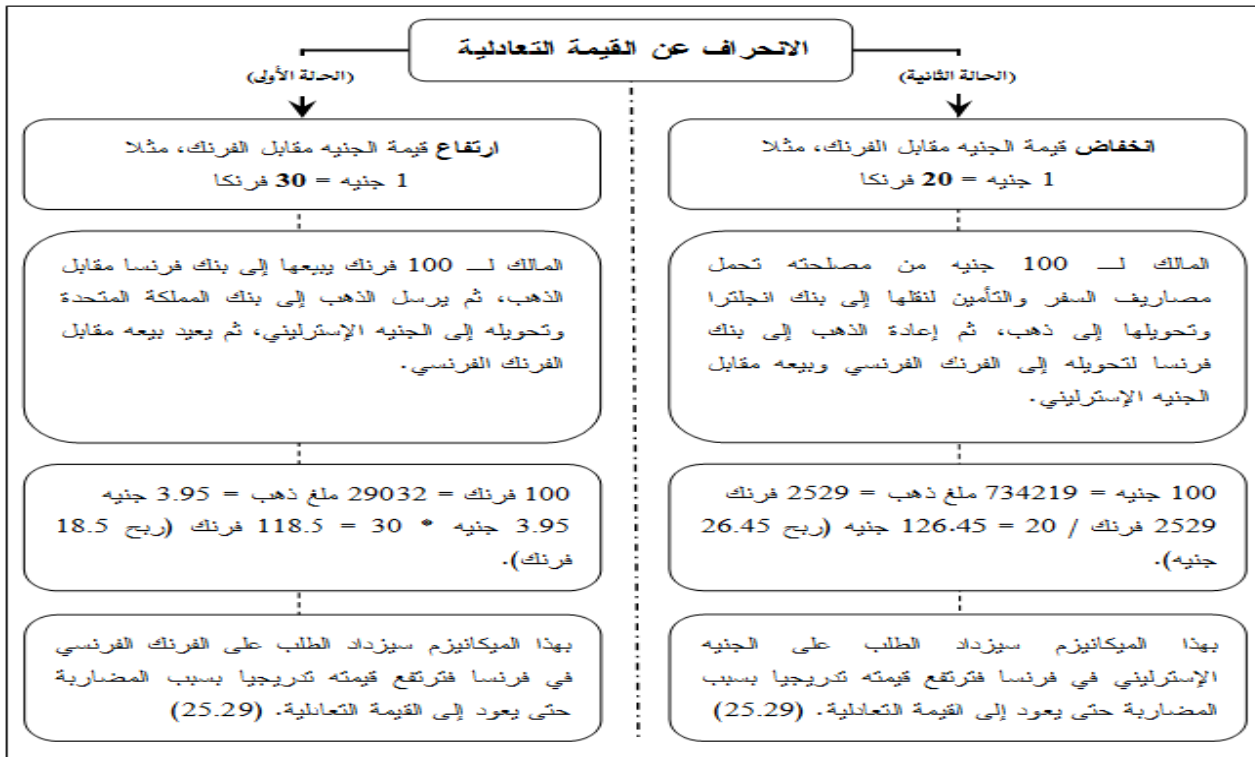 الانحراف عن القيمة التعادلية
(الحالة الأولى)
ارتفاع قيمة الجنيه مقابل الفرنك، مثلا
1 جنيه = 30 فرنكا
المالك لـــ 100 فرنك يبيعها إلى بنك فرنسا مقابل
الذهب، ثم يرسل الذهب إلى بنك المملكة المتحدة
وتحويله إلى الجنيه الإسترليني، ثم يعيد بيعه مقابل
الفرنك الفرنسي.
100 فرنك = 29032 ملغ ذهب = 3.95 جنيه
3.95 جنيه * 30 = 118.5 فرنك (ربح 18.5
فرنك).
بهذا الميكانيزم سيزداد الطلب على الفرنك الفرنسي
في فرنسا فترتفع قيمته تدريجيا بسبب المضاربة
حتى يعود إلى القيمة التعادلية. (25.29)
(الحالة الثانية)
انخفاض قيمة الجنيه مقابل الفرنك، مثلا
1 جنيه = 20 فرنكا
المالك لـــ 100 جنيه من مصلحته تحمل
مصاريف السفر والتأمين لنقلها إلى بنك انجلترا
وتحويلها إلى ذهب، ثم إعادة الذهب إلى بنك
فرنسا لتحويله إلى الفرنك الفرنسي وبيعه مقابل
الجنيه الإسترليني.
100 جنيه = 734219 ملغ ذهب = 2529 فرنك
2529 فرنك / 20 = 126.45 جنيه (ربح 26.45
جنيه).
بهذا الميكانيزم سيزداد الطلب على الجنيه
الإسترليني في فرنسا فترتفع قيمته تدريجيا بسبب
المضاربة حتى يعود إلى القيمة التعادلية. (25.29)